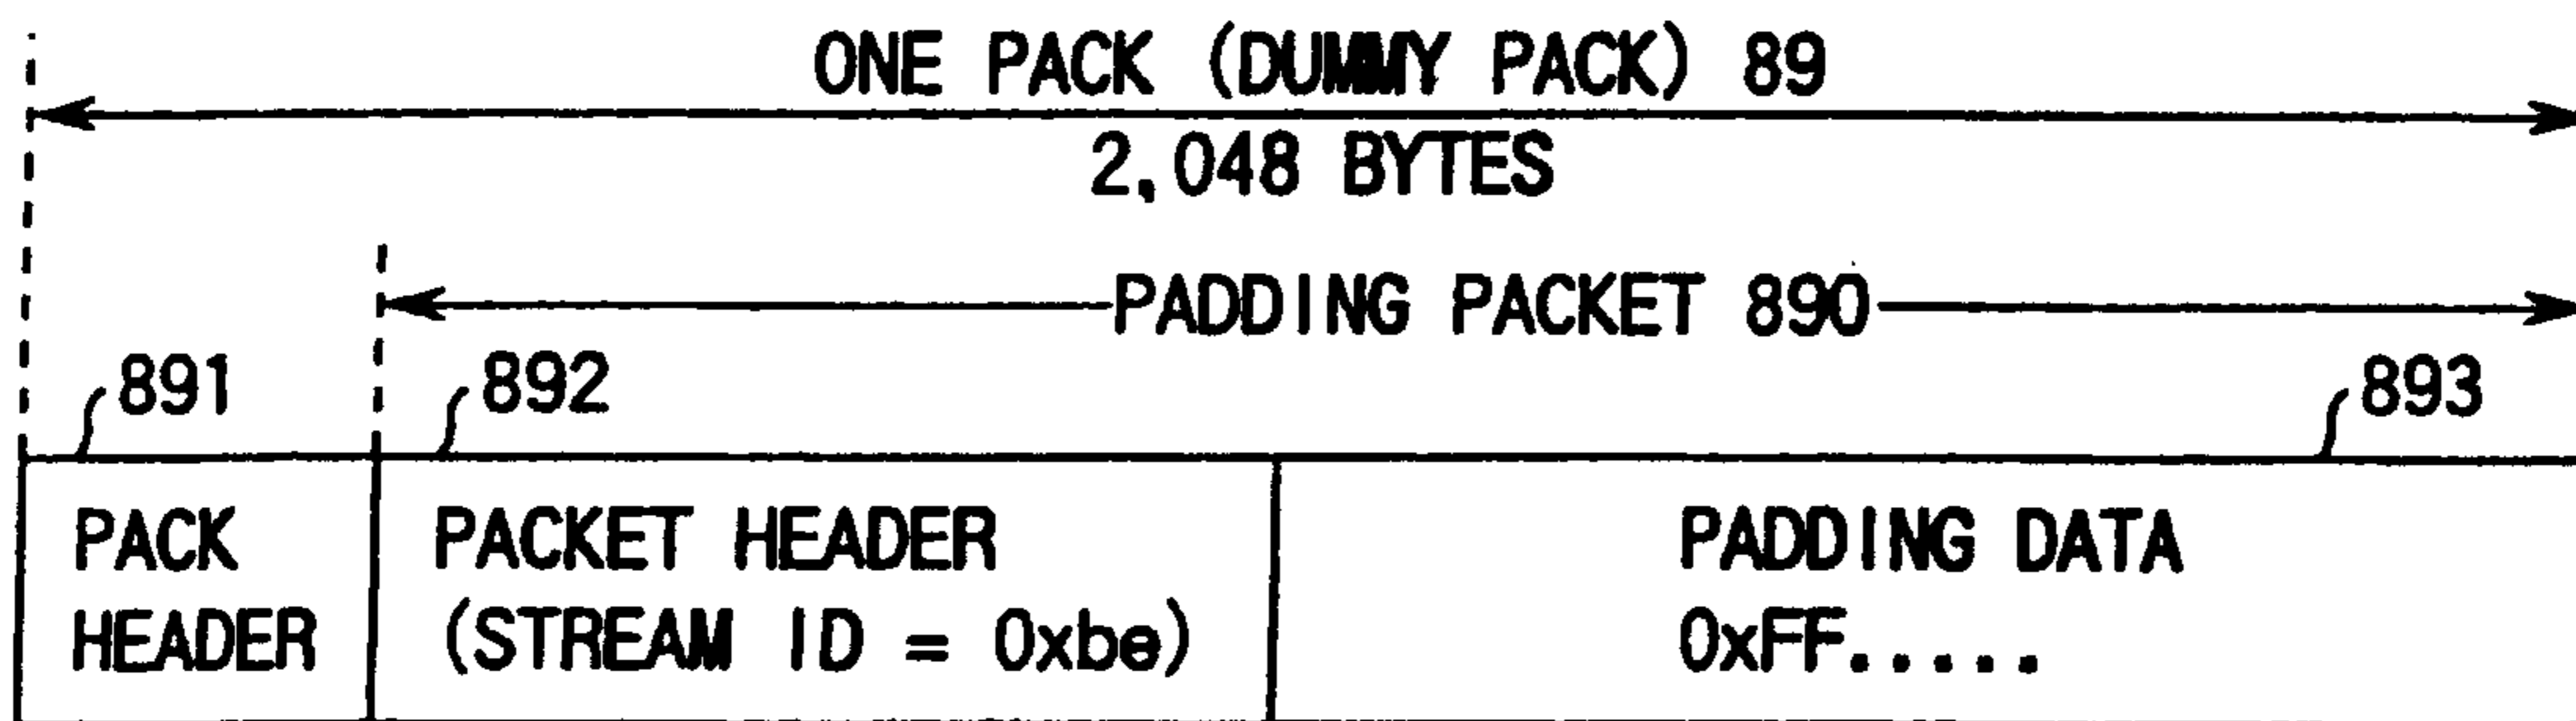 ONE PACK (DUMMY PACK) 89
2,048 BYTES
PADDING PACKET 890
891
892
893
PACK
HEADER
PACKET HEADER
(STREAM ID = 0xbe)
PADDING DATA
0xFF.....